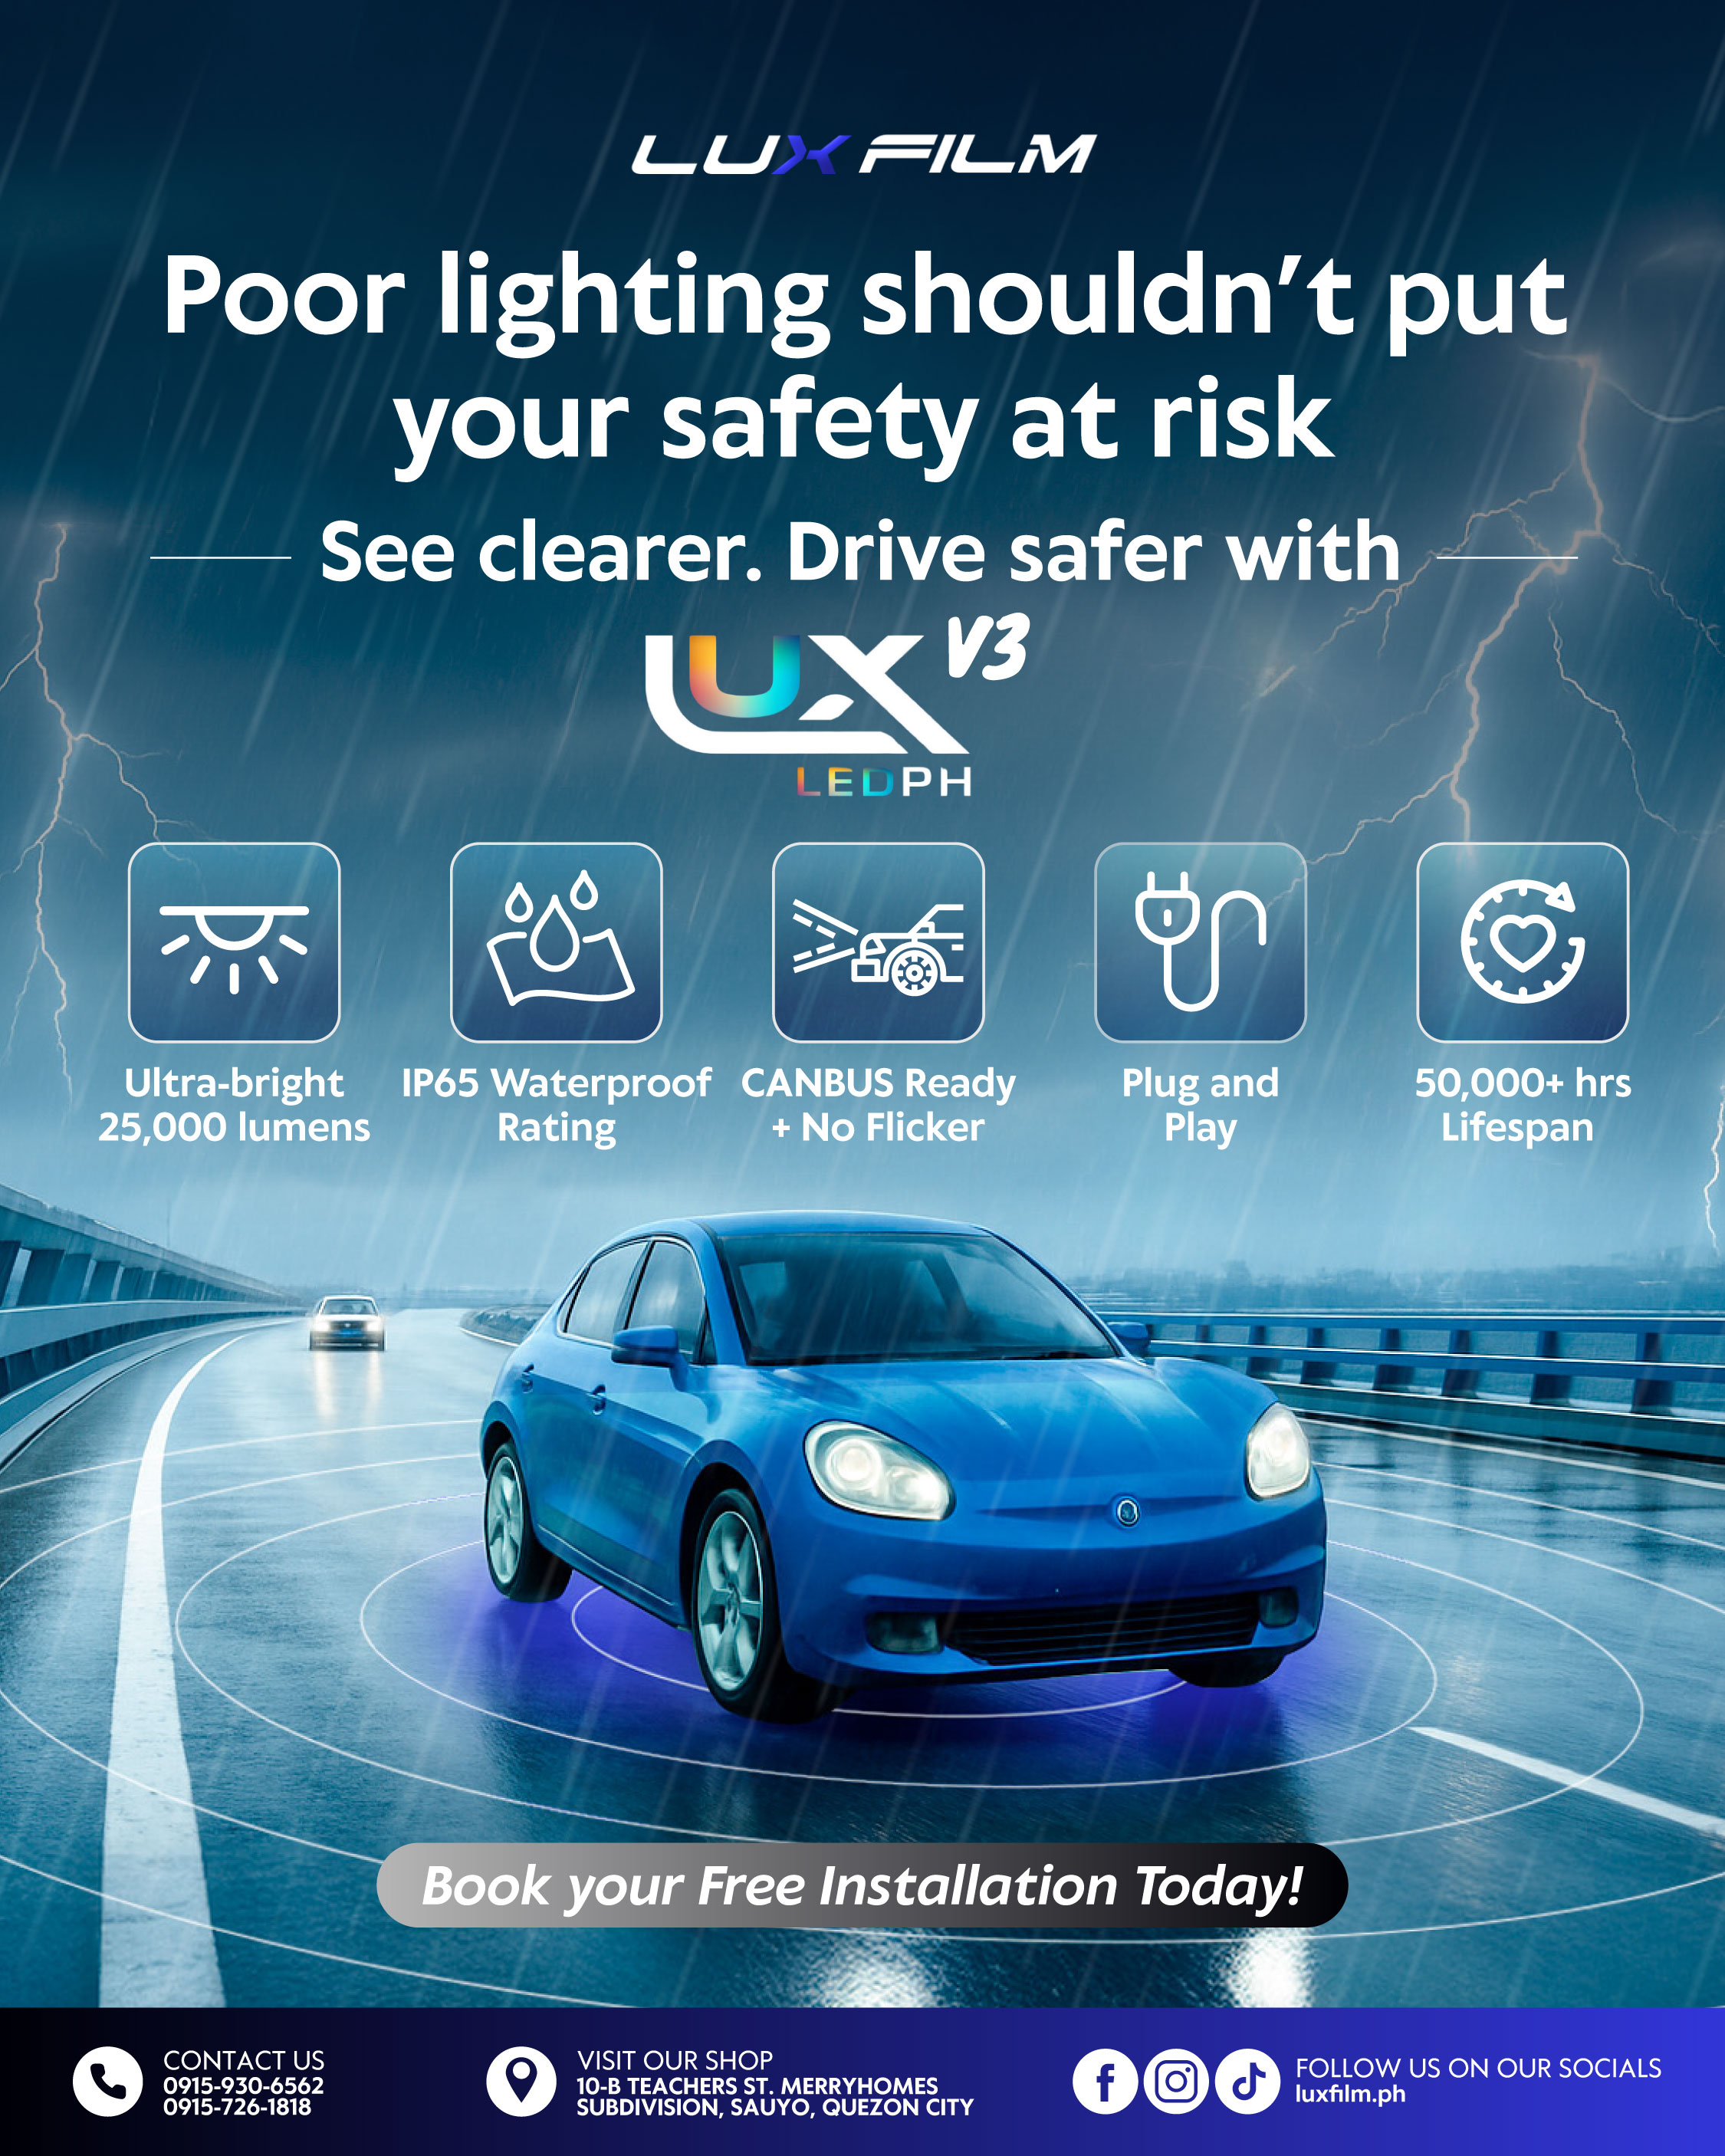 LUX FILM
Poor lighting shouldn’t put
your safety at risk
See clearer. Drive safer with
LUX V3
LEDPH
Ultra-bright
25,000 lumens
IP65 Waterproof
Rating
CANBUS Ready
+ No Flicker
Plug and
Play
50,000+ hrs
Lifespan
Book your Free Installation Today!
CONTACT US
0915-930-6562
0915-726-1818
VISIT OUR SHOP
10-B TEACHERS ST. MERRYHOMES
SUBDIVISION, SAUYO, QUEZON CITY
FOLLOW US ON OUR SOCIALS
luxfilm.ph